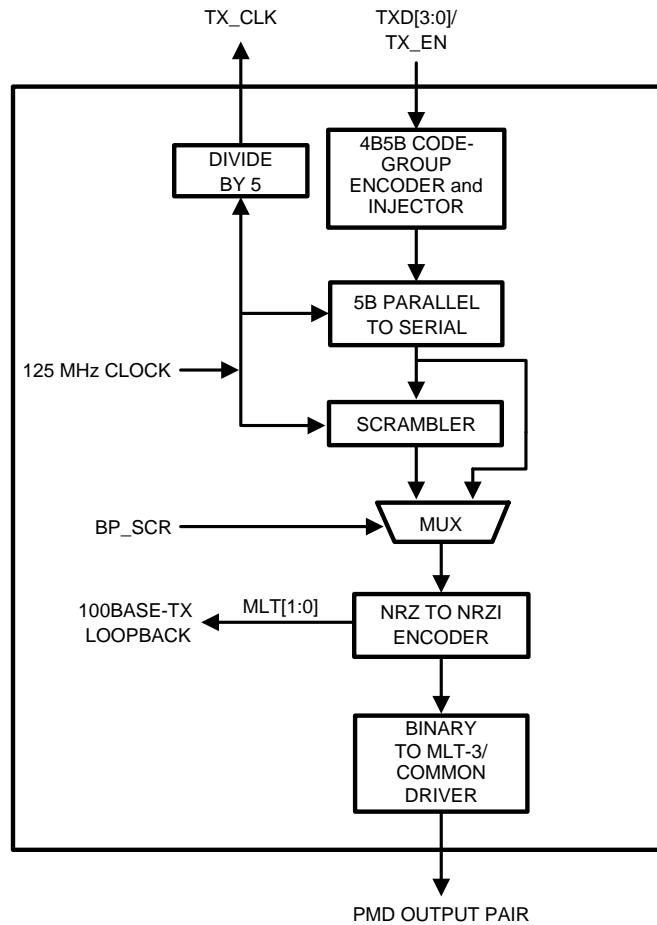 TX_CLK
TXD[3:0]/
TX_EN
DIVIDE
BY 5
4B5B CODE-
GROUP
ENCODER and
INJECTOR
5B PARALLEL
TO SERIAL
125 MHz CLOCK
SCRAMBLER
BP_SCR
MUX
100BASE-TX
LOOPBACK
MLT[1:0]
NRZ TO NRZI
ENCODER
BINARY
TO MLT-3/
COMMON
DRIVER
PMD OUTPUT PAIR